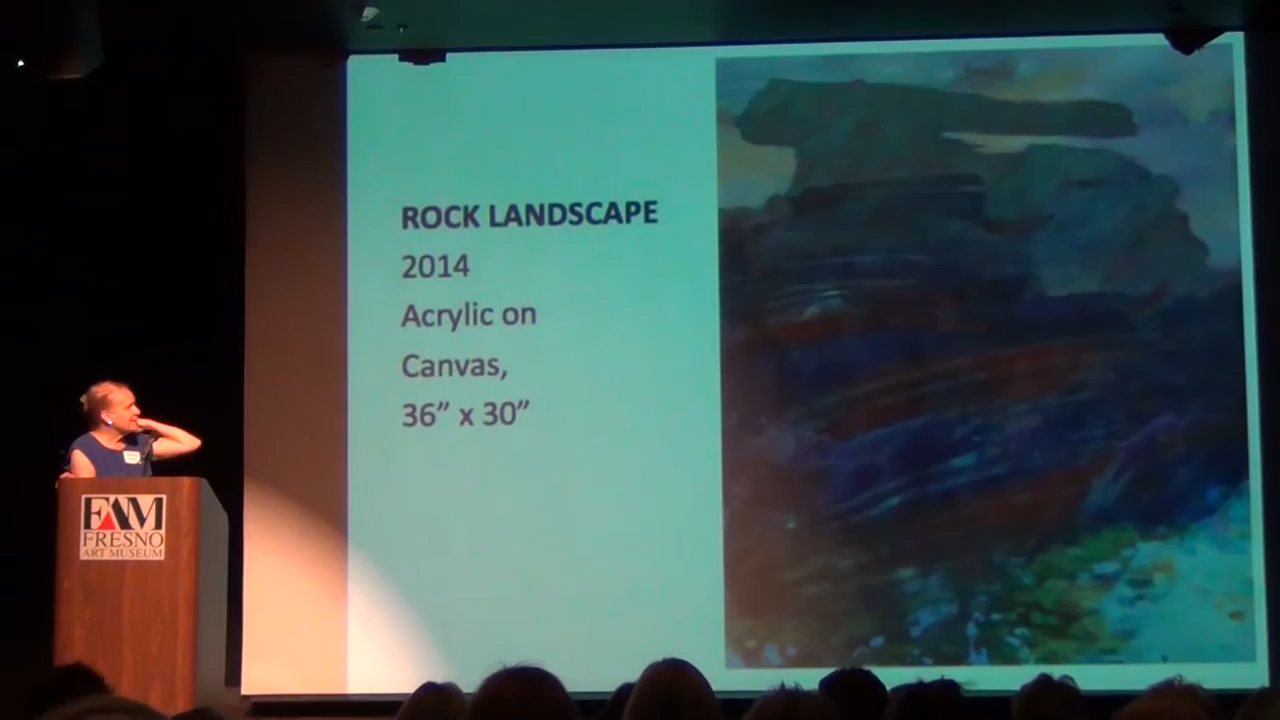 ROCK LANDSCAPE
2014
Acrylic on
Canvas,
36” x 30”
FAM
FRESNO
ART MUSEUM